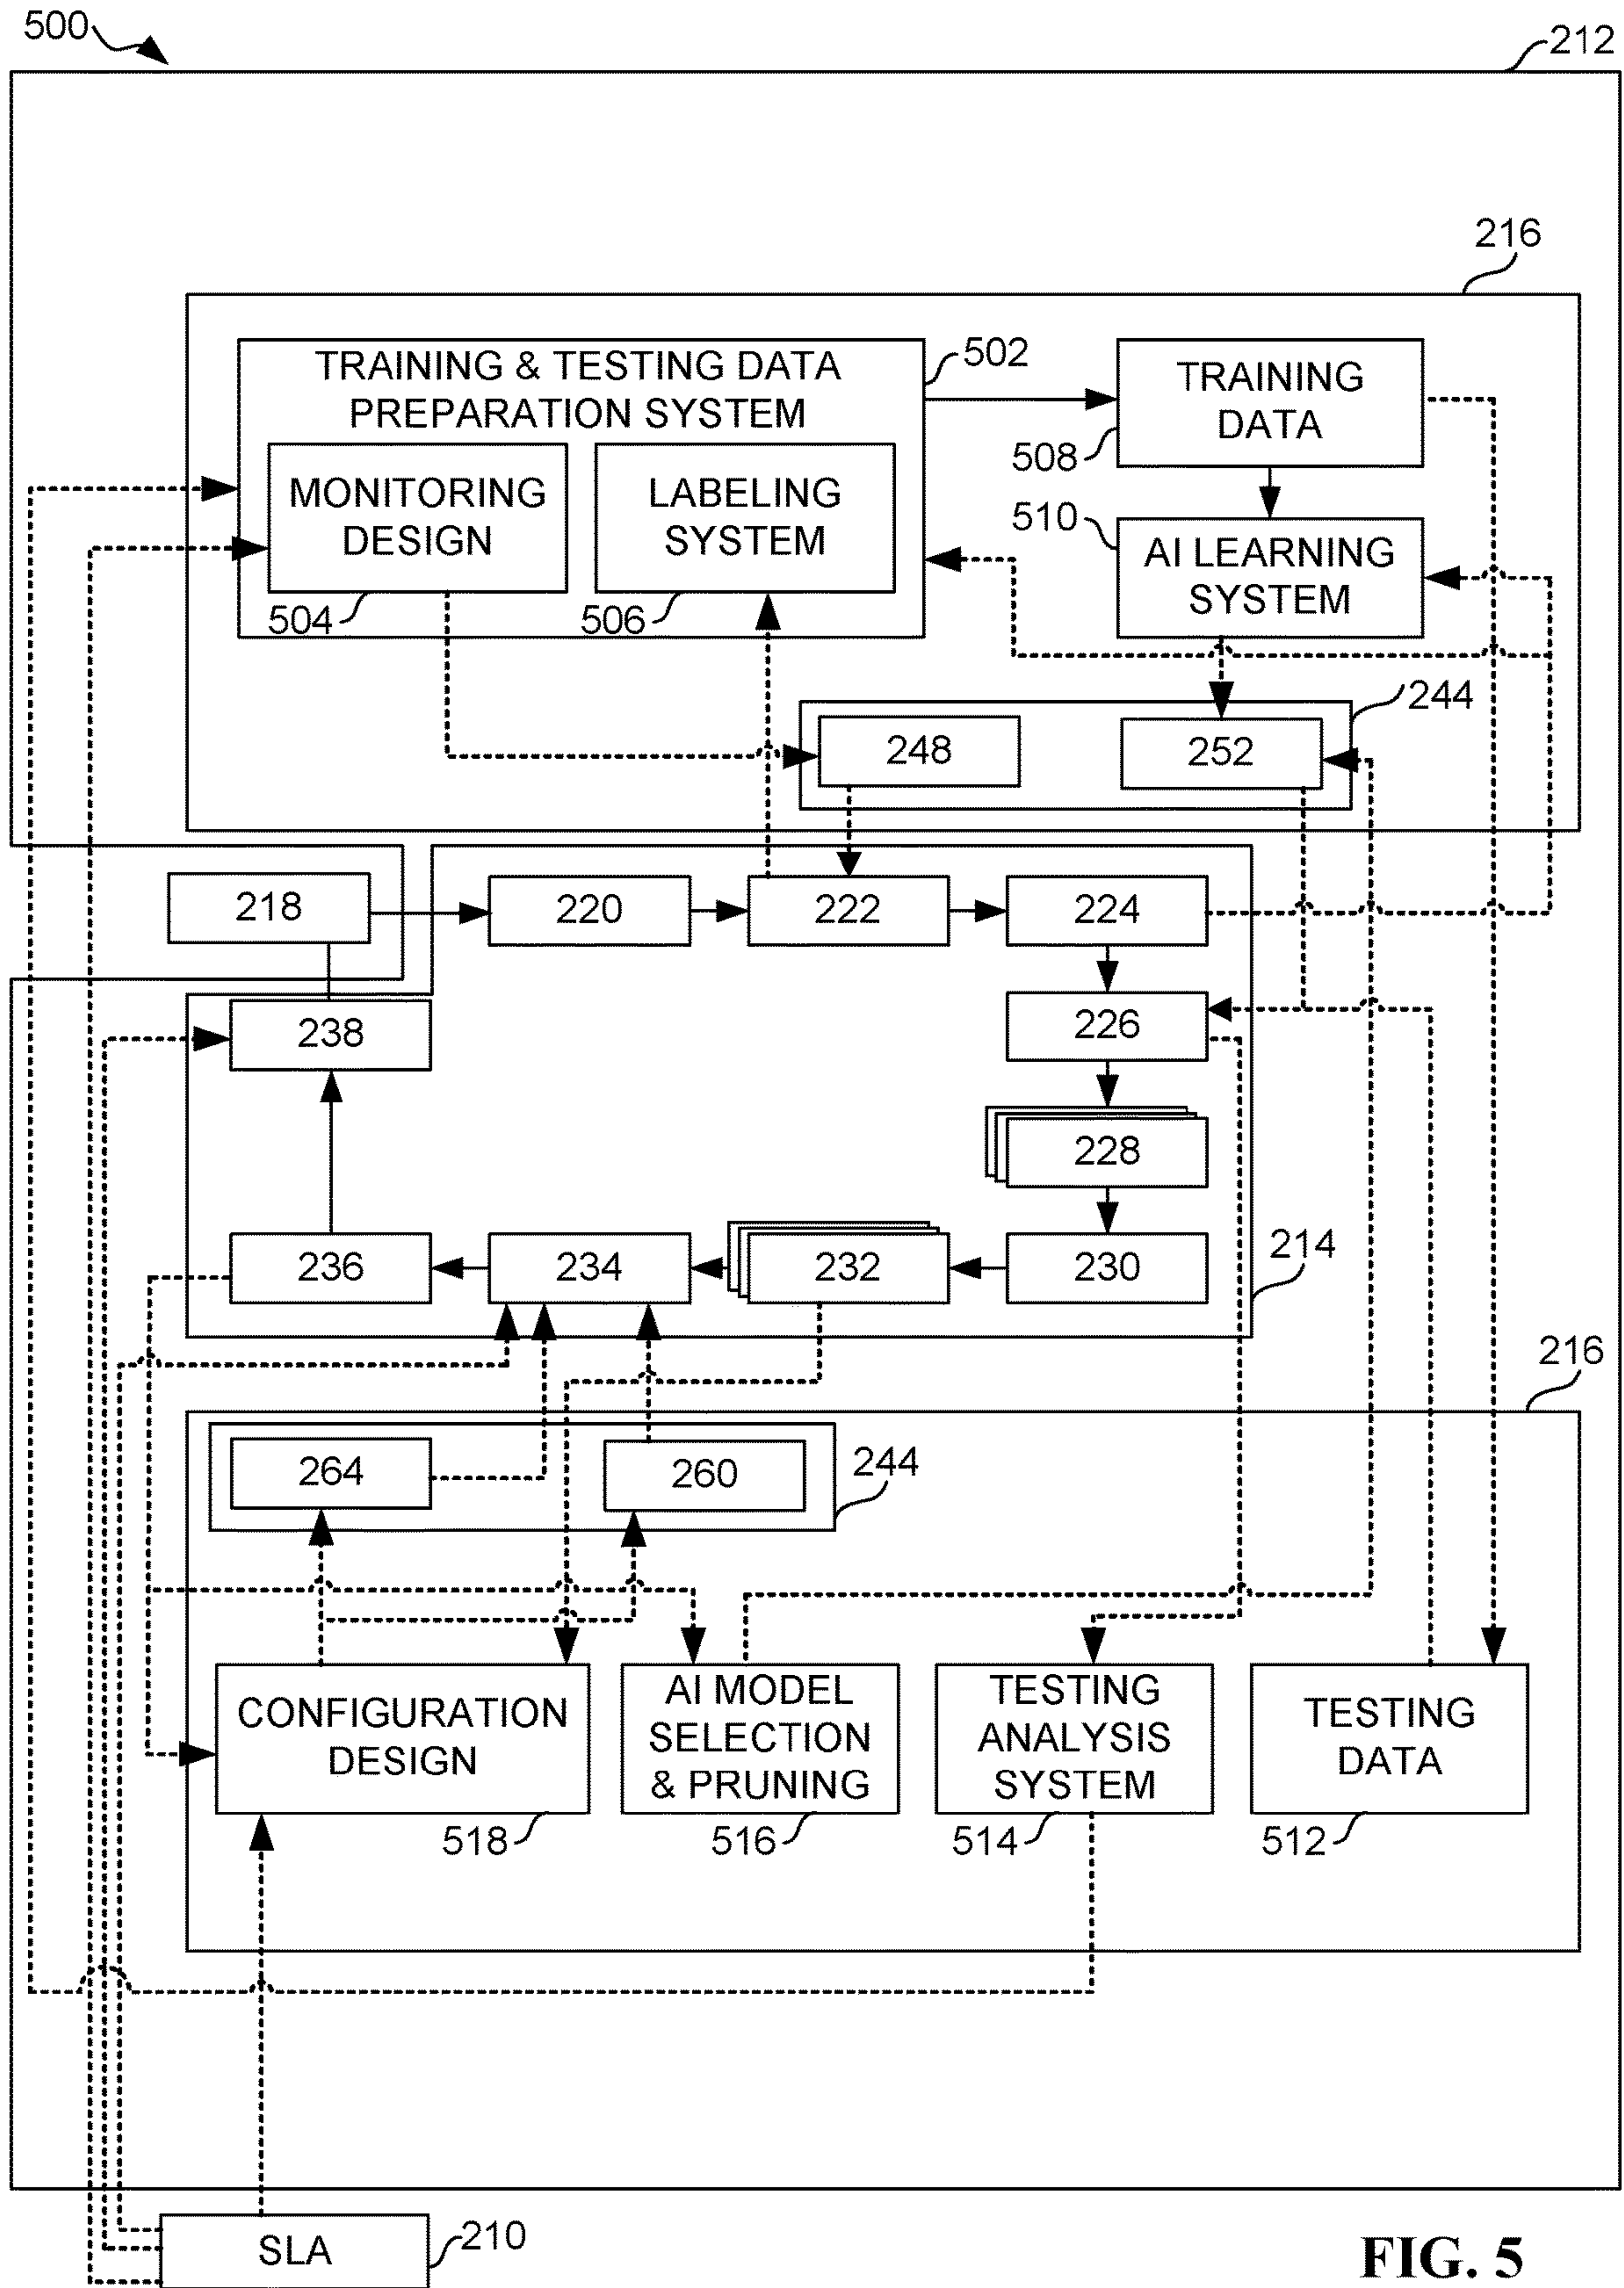 500
212
216
TRAINING & TESTING DATA
PREPARATION SYSTEM
502
TRAINING
DATA
508
MONITORING
DESIGN
504
LABELING
SYSTEM
506
510
AI LEARNING
SYSTEM
244
248
252
218
220
222
224
238
226
228
236
234
232
230
214
216
264
260
244
CONFIGURATION
DESIGN
518
AI MODEL
SELECTION
& PRUNING
516
TESTING
ANALYSIS
SYSTEM
514
TESTING
DATA
512
SLA
210
FIG. 5